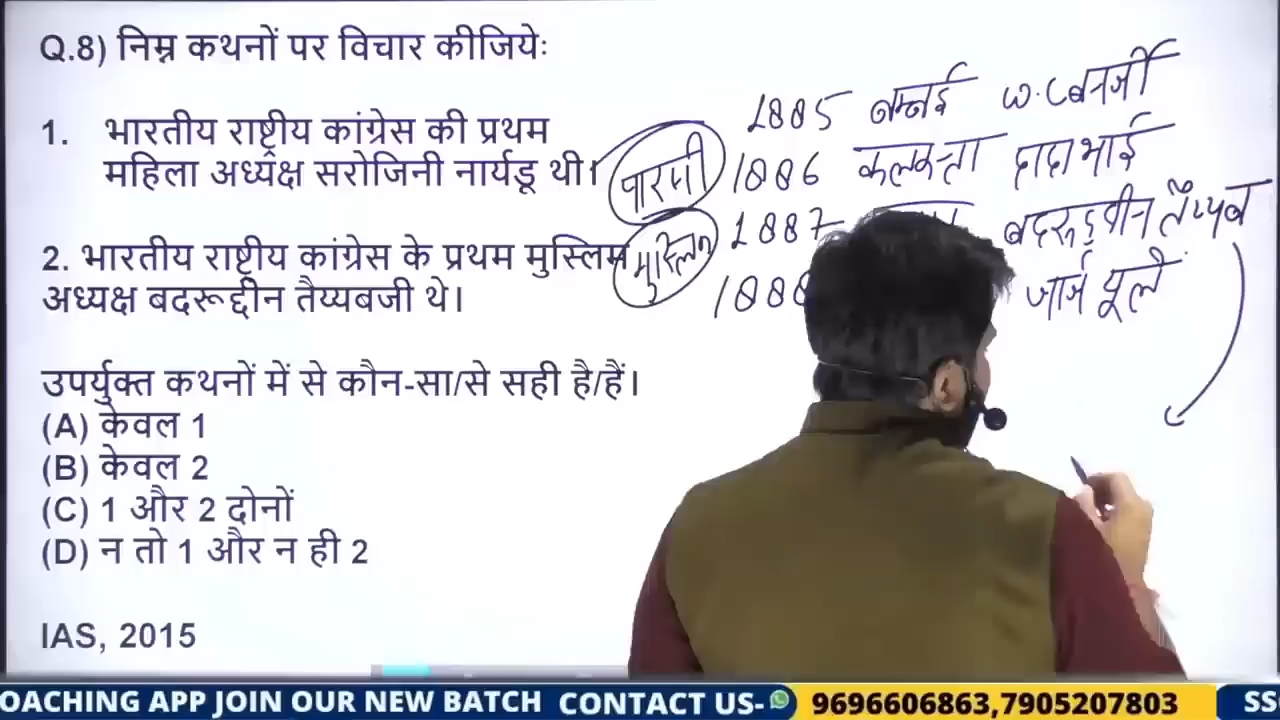 Q.8) निम्न कथनों पर विचार कीजियेः
1. भारतीय राष्ट्रीय कांग्रेस की प्रथम
महिला अध्यक्ष सरोजिनी नार्यडू थी।
2. भारतीय राष्ट्रीय कांग्रेस के प्रथम मुस्लिम
अध्यक्ष बदरूद्दीन तैय्यबजी थे।
उपर्युक्त कथनों में से कौन-सा/से सही है/हैं।
(A) केवल 1
(B) केवल 2
(C) 1 और 2 दोनों
(D) न तो 1 और न ही 2
IAS, 2015
1885 बम्बई W.C बनर्जी
पारसी 1886 कलकत्ता दादाभाई
मुस्लिम 1887 बदरूद्दीन तैय्यब
1888 जार्ज यूले
OACHING APP JOIN OUR NEW BATCH CONTACT US- 9696606863,7905207803 SS